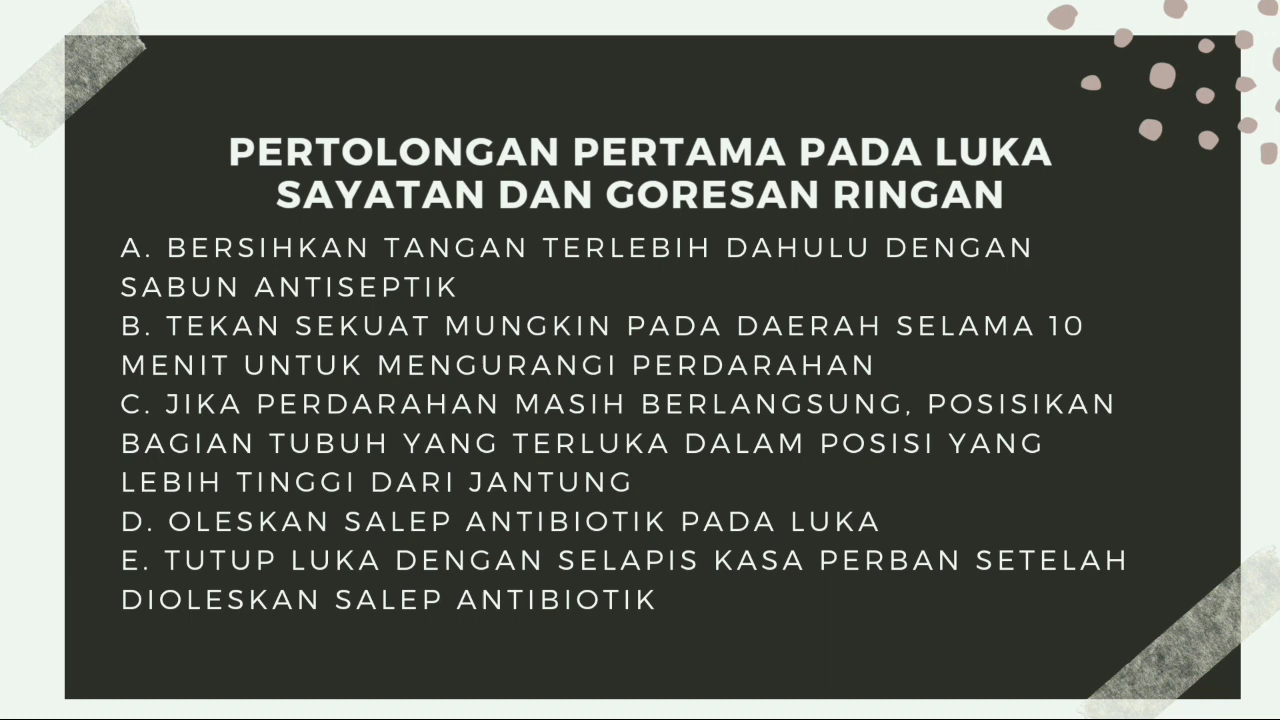 PERTOLONGAN PERTAMA PADA LUKA
SAYATAN DAN GORESAN RINGAN
A. BERSIHKAN TANGAN TERLEBIH DAHULU DENGAN
SABUN ANTISEPTIK
B. TEKAN SEKUAT MUNGKIN PADA DAERAH SELAMA 10
MENIT UNTUK MENGURANGI PERDARAHAN
C. JIKA PERDARAHAN MASIH BERLANGSUNG, POSISIKAN
BAGIAN TUBUH YANG TERLUKA DALAM POSISI YANG
LEBIH TINGGI DARI JANTUNG
D. OLESKAN SALEP ANTIBIOTIK PADA LUKA
E. TUTUP LUKA DENGAN SELAPIS KASA PERBAN SETELAH
DIOLESKAN SALEP ANTIBIOTIK